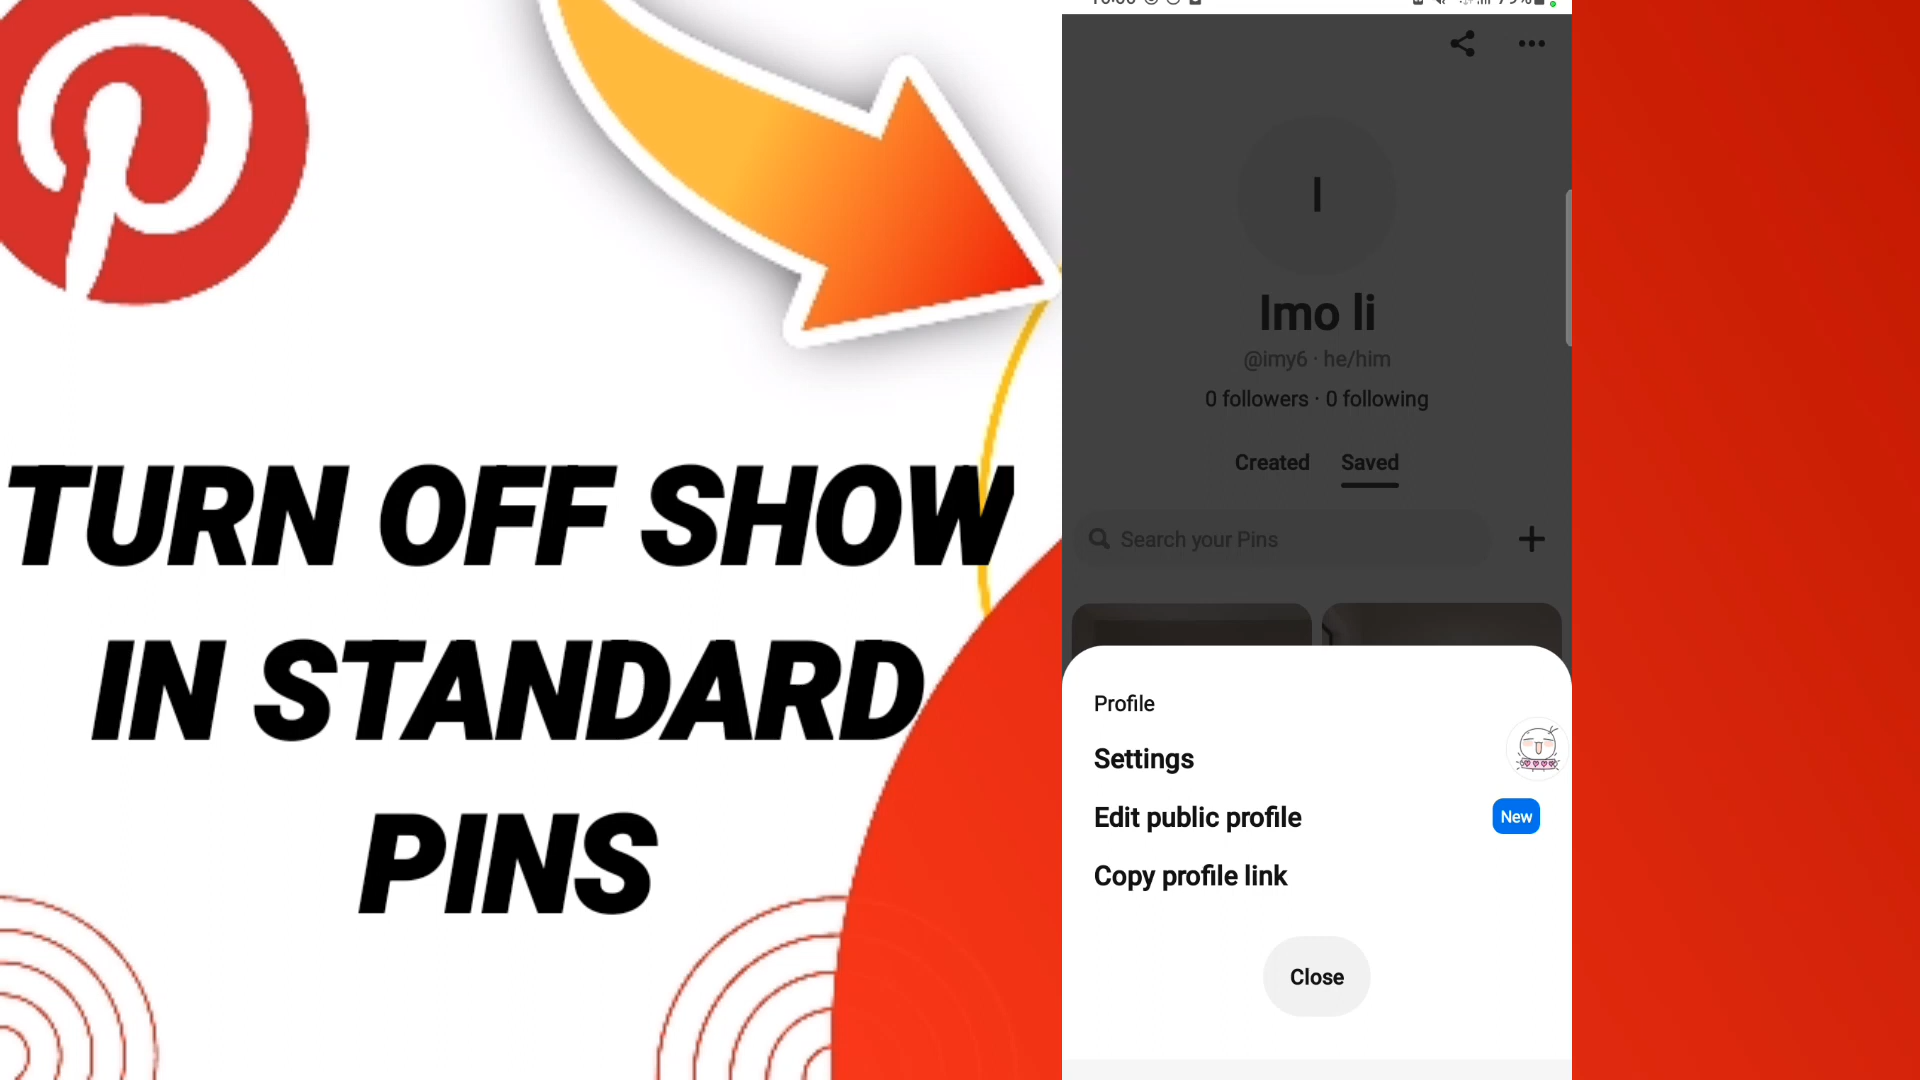 TURN OFF SHOW
IN STANDARD
PINS
I
Imo li
@imy6 · he/him
0 followers · 0 following
Created Saved
Search your Pins
Profile
Settings
Edit public profile New
Copy profile link
Close